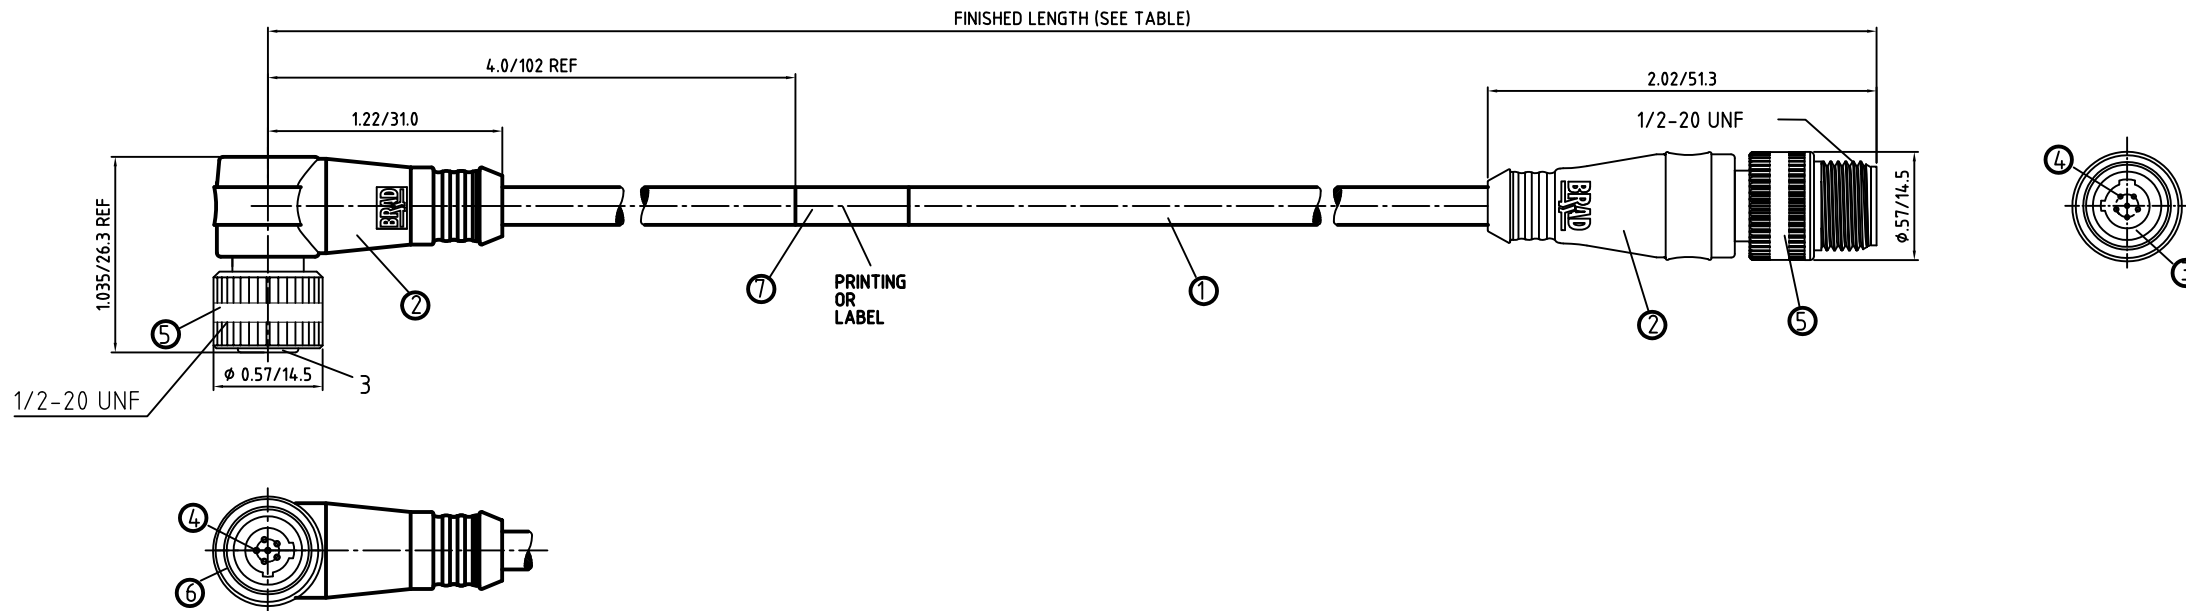 FINISHED LENGTH (SEE TABLE)
4.0/102 REF
2.02/51.3
1/2-20 UNF
1.22/31.0
1.035/26.3 REF
BRAD
BRAD
ø.57/14.5
4
3
2
7
PRINTING
OR
LABEL
1
2
5
5
ø 0.57/14.5
3
1/2-20 UNF
4
6